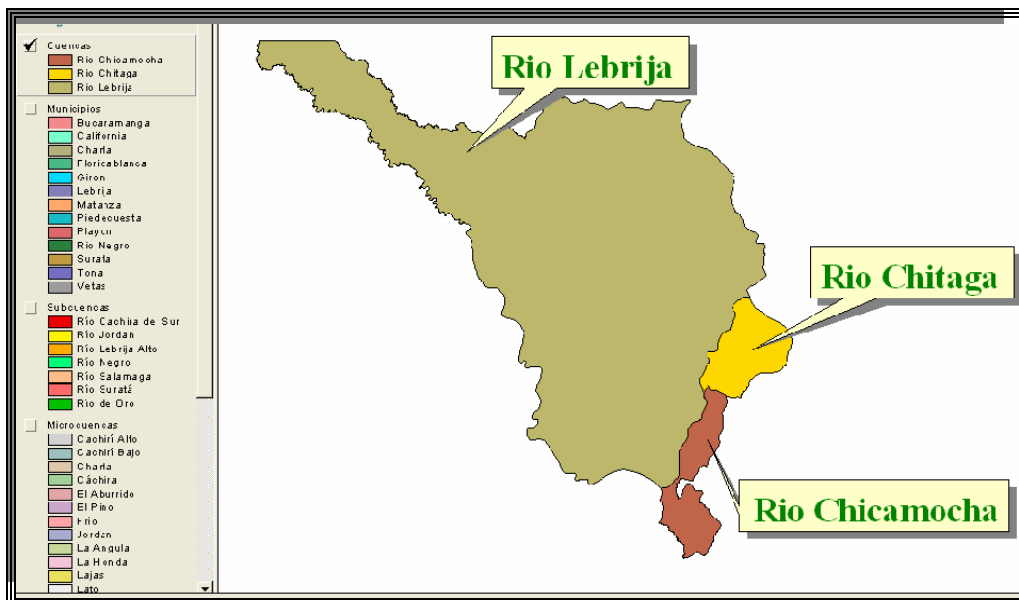 Cuencas
Rio Chicamocha
Rio Chitaga
Rio Lebrija
Municipios
Bucaramanga
California
Charta
Floricablanca
Giron
Lebrija
Matanza
Piedecuesta
Playon
Rio Negro
Surata
Tona
Vetas
Subcuencas
Río Cachira de Sur
Río Jordan
Río Lebrija Alto
Río Negro
Río Salamaga
Río Suratá
Río de Oro
Microcuencas
Cachirí Alto
Cachirí Bajo
Charta
Cáchira
El Aburrido
El Pino
Frío
Jordan
La Angula
La Honda
Lajas
Lato
Rio Lebrija
Rio Chitaga
Rio Chicamocha